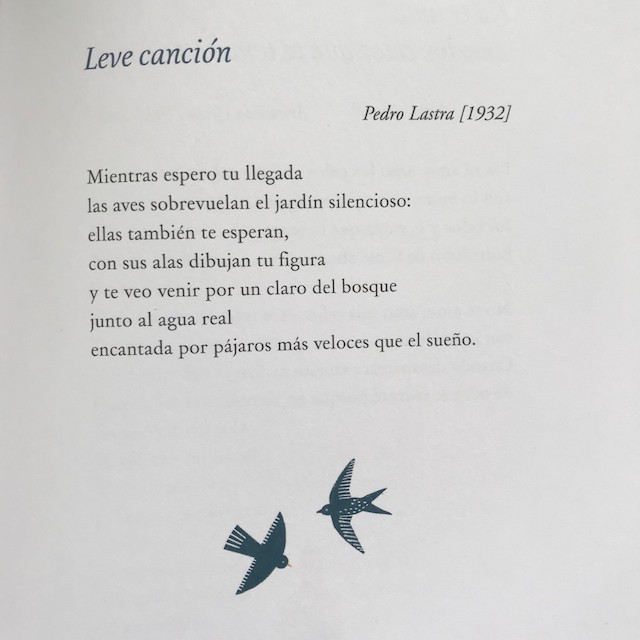 Leve canción
Pedro Lastra [1932]
Mientras espero tu llegada
las aves sobrevuelan el jardín silencioso:
ellas también te esperan,
con sus alas dibujan tu figura
y te veo venir por un claro del bosque
junto al agua real
encantada por pájaros más veloces que el sueño.